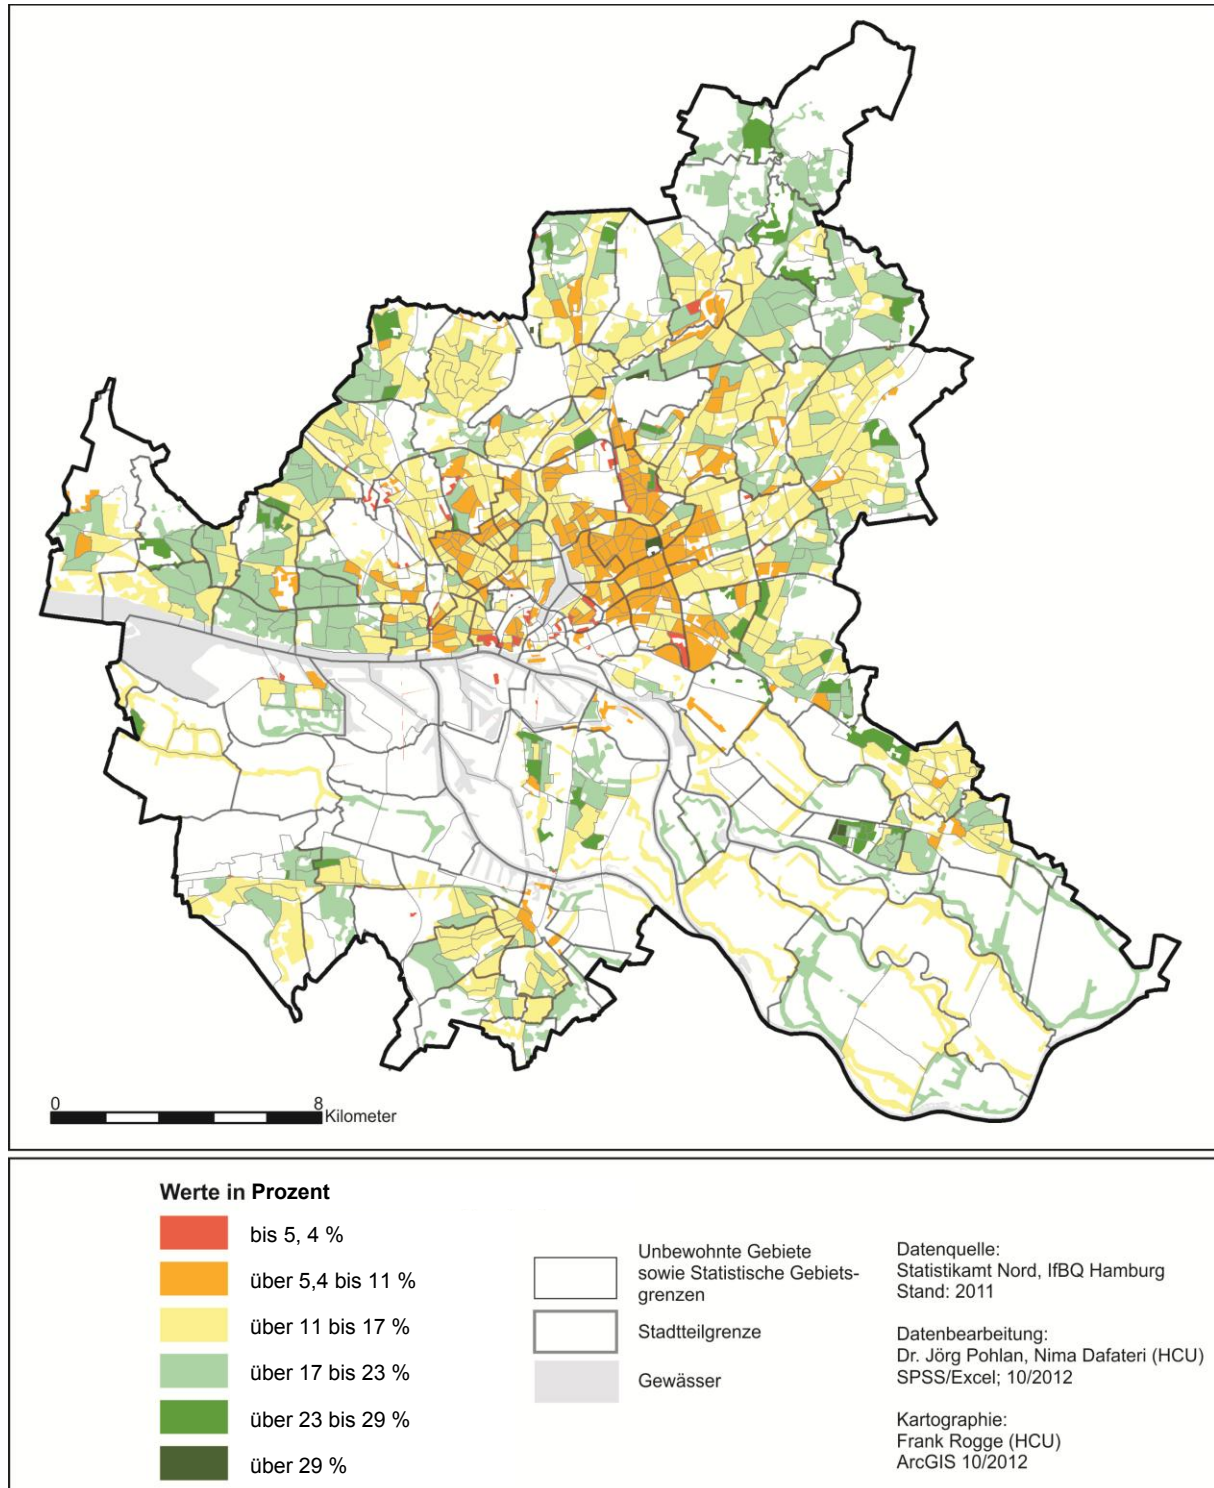 0
8
Kilometer
Werte in Prozent
bis 5, 4 %
über 5,4 bis 11 %
über 11 bis 17 %
über 17 bis 23 %
über 23 bis 29 %
über 29 %
Unbewohnte Gebiete
sowie Statistische Gebiets-
grenzen
Stadtteilgrenze
Gewässer
Datenquelle:
Statistikamt Nord, IfBQ Hamburg
Stand: 2011
Datenbearbeitung:
Dr. Jörg Pohlan, Nima Dafateri (HCU)
SPSS/Excel; 10/2012
Kartographie:
Frank Rogge (HCU)
ArcGIS 10/2012